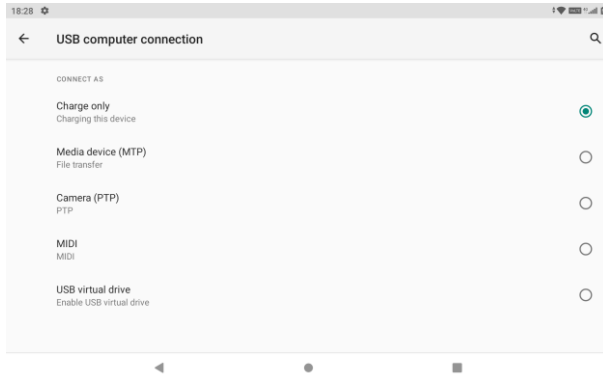 18:28
USB computer connection
CONNECT AS
Charge only
Charging this device
Media device (MTP)
File transfer
Camera (PTP)
PTP
MIDI
MIDI
USB virtual drive
Enable USB virtual drive